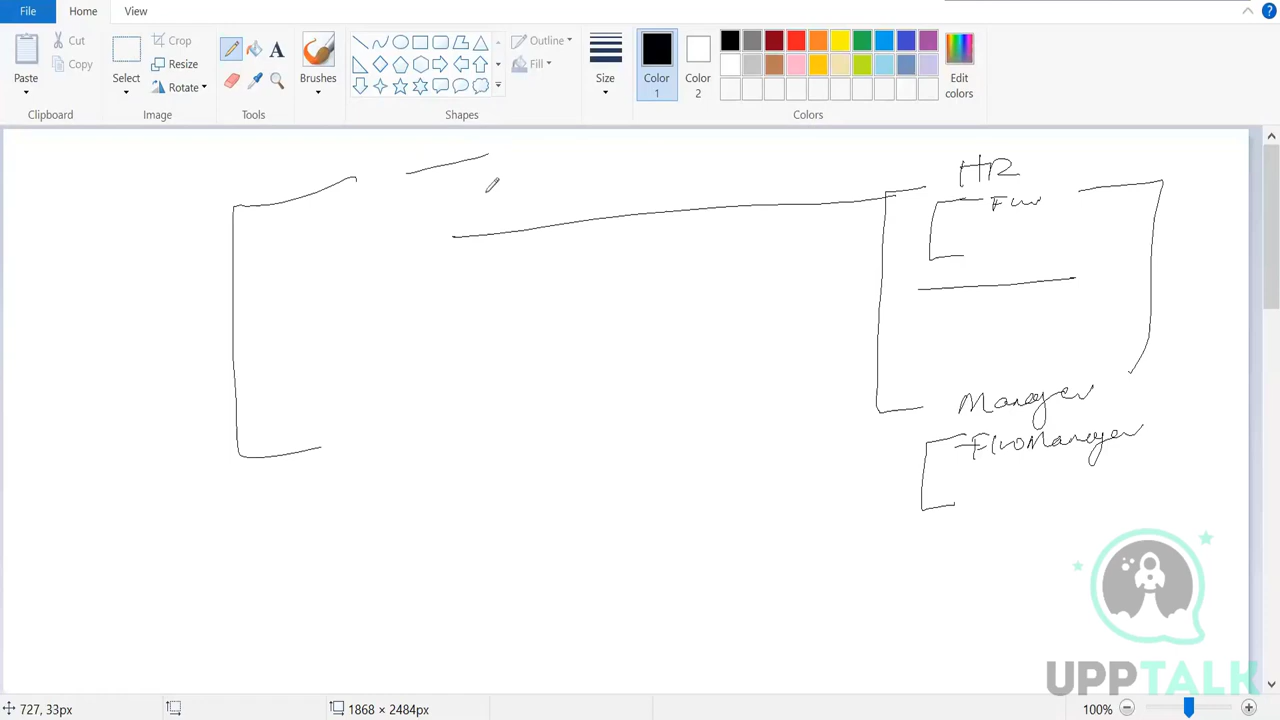 File Home View
Paste Cut Copy Select Crop Resize Rotate Brushes Size Outline Fill Color 1 Color 2 Edit colors
Clipboard Image Tools Shapes Colors
HR
Manager
UPPTALK
727, 33px 1868 × 2484px 100%